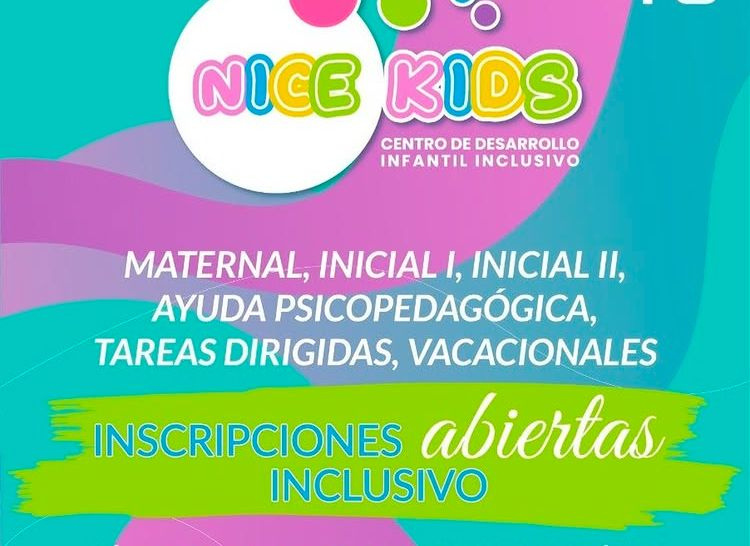 NICE KIDS
CENTRO DE DESARROLLO
INFANTIL INCLUSIVO
MATERNAL, INICIAL I, INICIAL II,
AYUDA PSICOPEDAGÓGICA,
TAREAS DIRIGIDAS, VACACIONALES
INSCRIPCIONES abiertas
INCLUSIVO